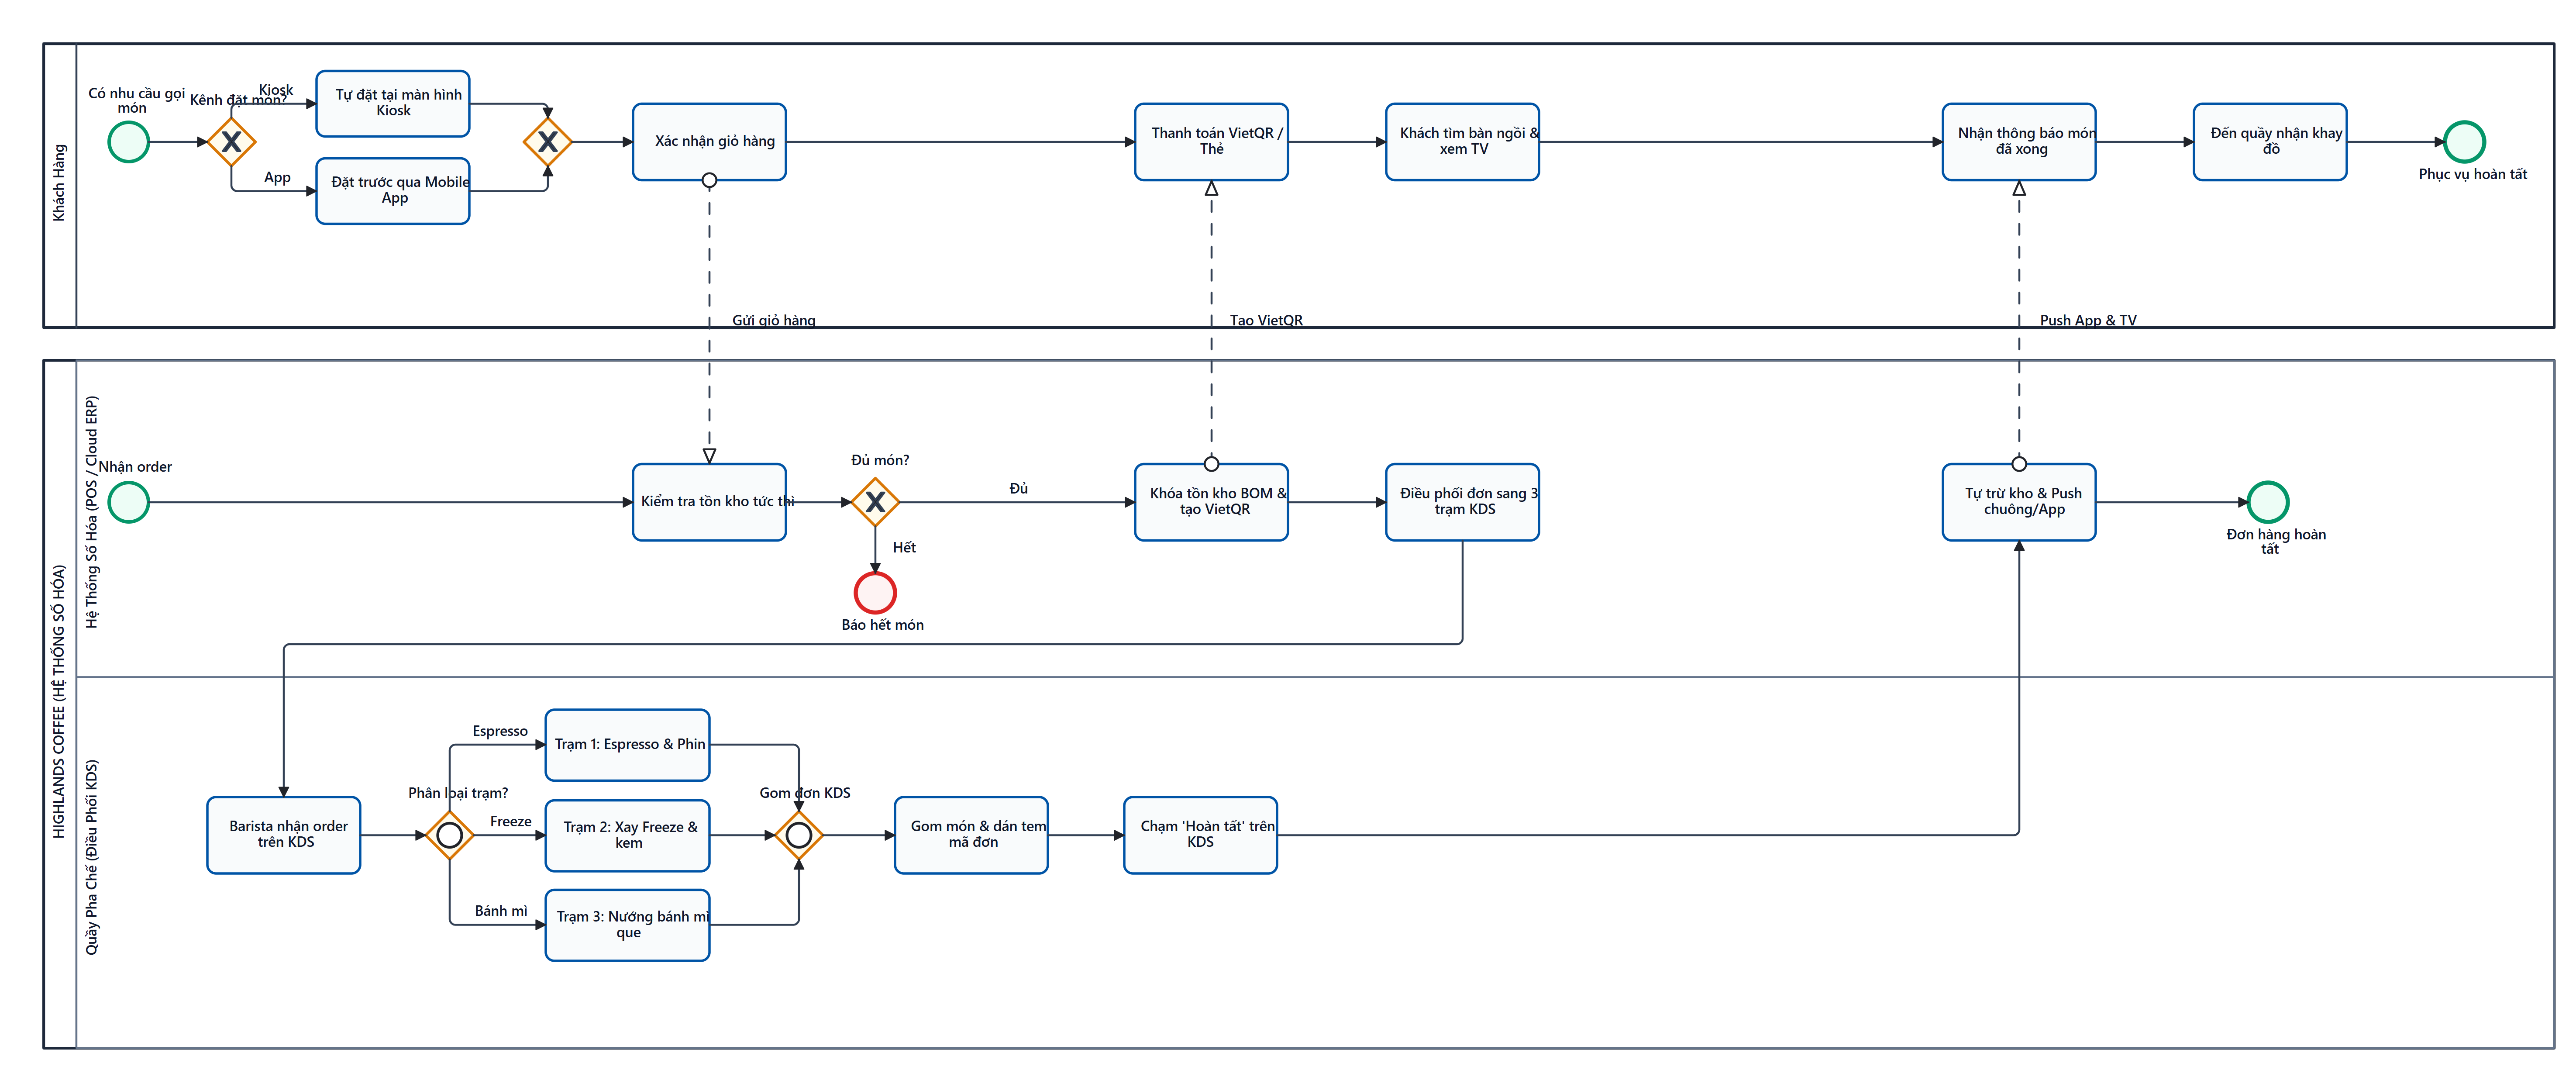 Khách Hàng
Có nhu cầu gọi
món
Kênh đặt món?
Kiosk
App
Tự đặt tại màn hình
Kiosk
Đặt trước qua Mobile
App
Xác nhận giỏ hàng
Thanh toán VietQR /
Thẻ
Khách tìm bàn ngồi &
xem TV
Nhận thông báo món
đã xong
Đến quầy nhận khay
đồ
Phục vụ hoàn tất
Gửi giỏ hàng
Tạo VietQR
Push App & TV
HIGHLANDS COFFEE (HỆ THỐNG SỐ HÓA)
Hệ Thống Số Hóa (POS / Cloud ERP)
Nhận order
Kiểm tra tồn kho tức thì
Đủ món?
Đủ
Hết
Báo hết món
Khóa tồn kho BOM &
tạo VietQR
Điều phối đơn sang 3
trạm KDS
Tự trừ kho & Push
chuông/App
Đơn hàng hoàn
tất
Quầy Pha Chế (Điều Phối KDS)
Barista nhận order
trên KDS
Phân loại trạm?
Espresso
Freeze
Bánh mì
Trạm 1: Espresso & Phin
Trạm 2: Xay Freeze &
kem
Trạm 3: Nướng bánh mì
que
Gom đơn KDS
Gom món & dán tem
mã đơn
Chạm 'Hoàn tất' trên
KDS